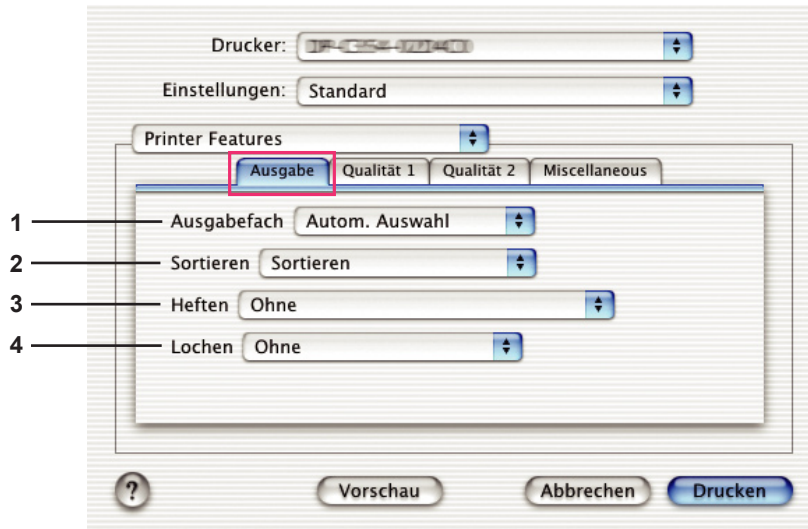 Drucker:
Einstellungen: Standard
Printer Features
Ausgabe Qualität 1 Qualität 2 Miscellaneous
1 Ausgabefach Autom. Auswahl
2 Sortieren Sortieren
3 Heften Ohne
4 Lochen Ohne
? Vorschau Abbrechen Drucken